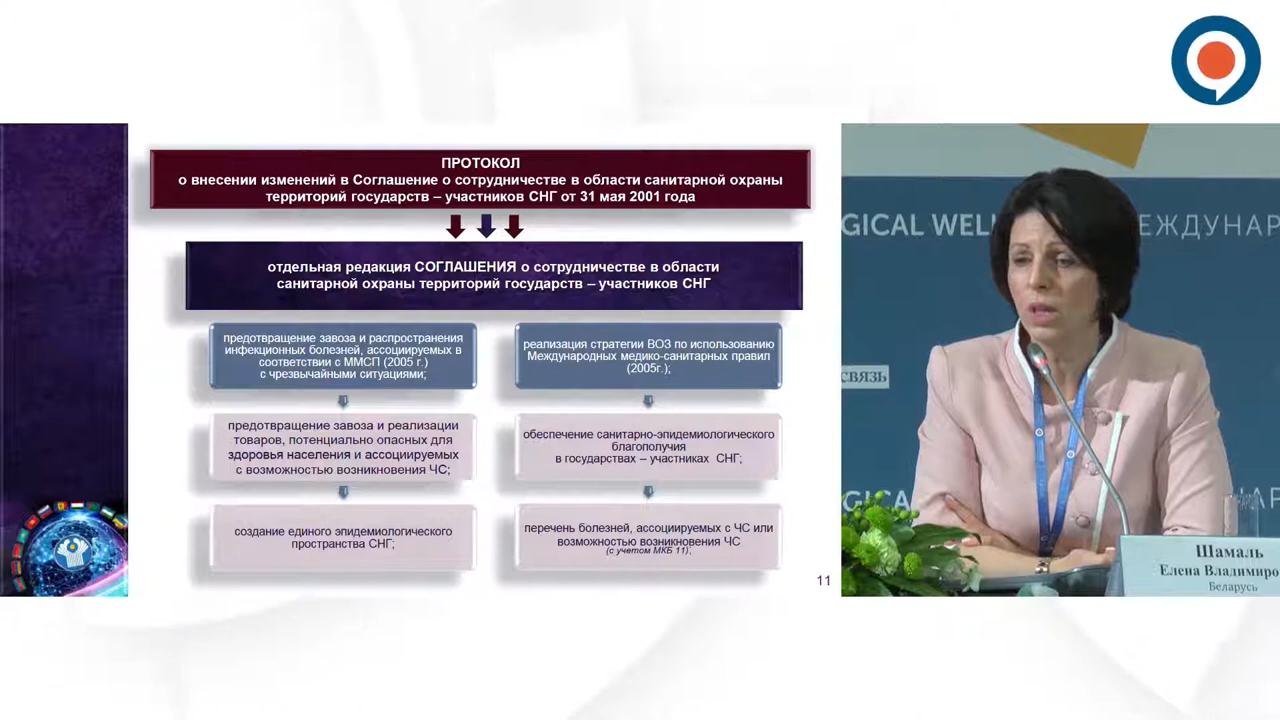 ПРОТОКОЛ
о внесении изменений в Соглашение о сотрудничестве в области санитарной охраны
территорий государств – участников СНГ от 31 мая 2001 года
отдельная редакция СОГЛАШЕНИЯ о сотрудничестве в области
санитарной охраны территорий государств – участников СНГ
предотвращение завоза и распространения
инфекционных болезней, ассоциируемых в
соответствии с ММСП (2005 г.)
с чрезвычайными ситуациями;
реализация стратегии ВОЗ по использованию
Международных медико-санитарных правил
(2005г.);
предотвращение завоза и реализации
товаров, потенциально опасных для
здоровья населения и ассоциируемых
с возможностью возникновения ЧС;
обеспечение санитарно-эпидемиологического
благополучия
в государствах – участниках СНГ;
создание единого эпидемиологического
пространства СНГ;
перечень болезней, ассоциируемых с ЧС или
возможностью возникновения ЧС
(с учетом МКБ 11);
11
GICAL WELL
ЕЖДУНАР
СВЯЗЬ
GICA
НАР
Шамаль
Елена Владимиро
Беларусь